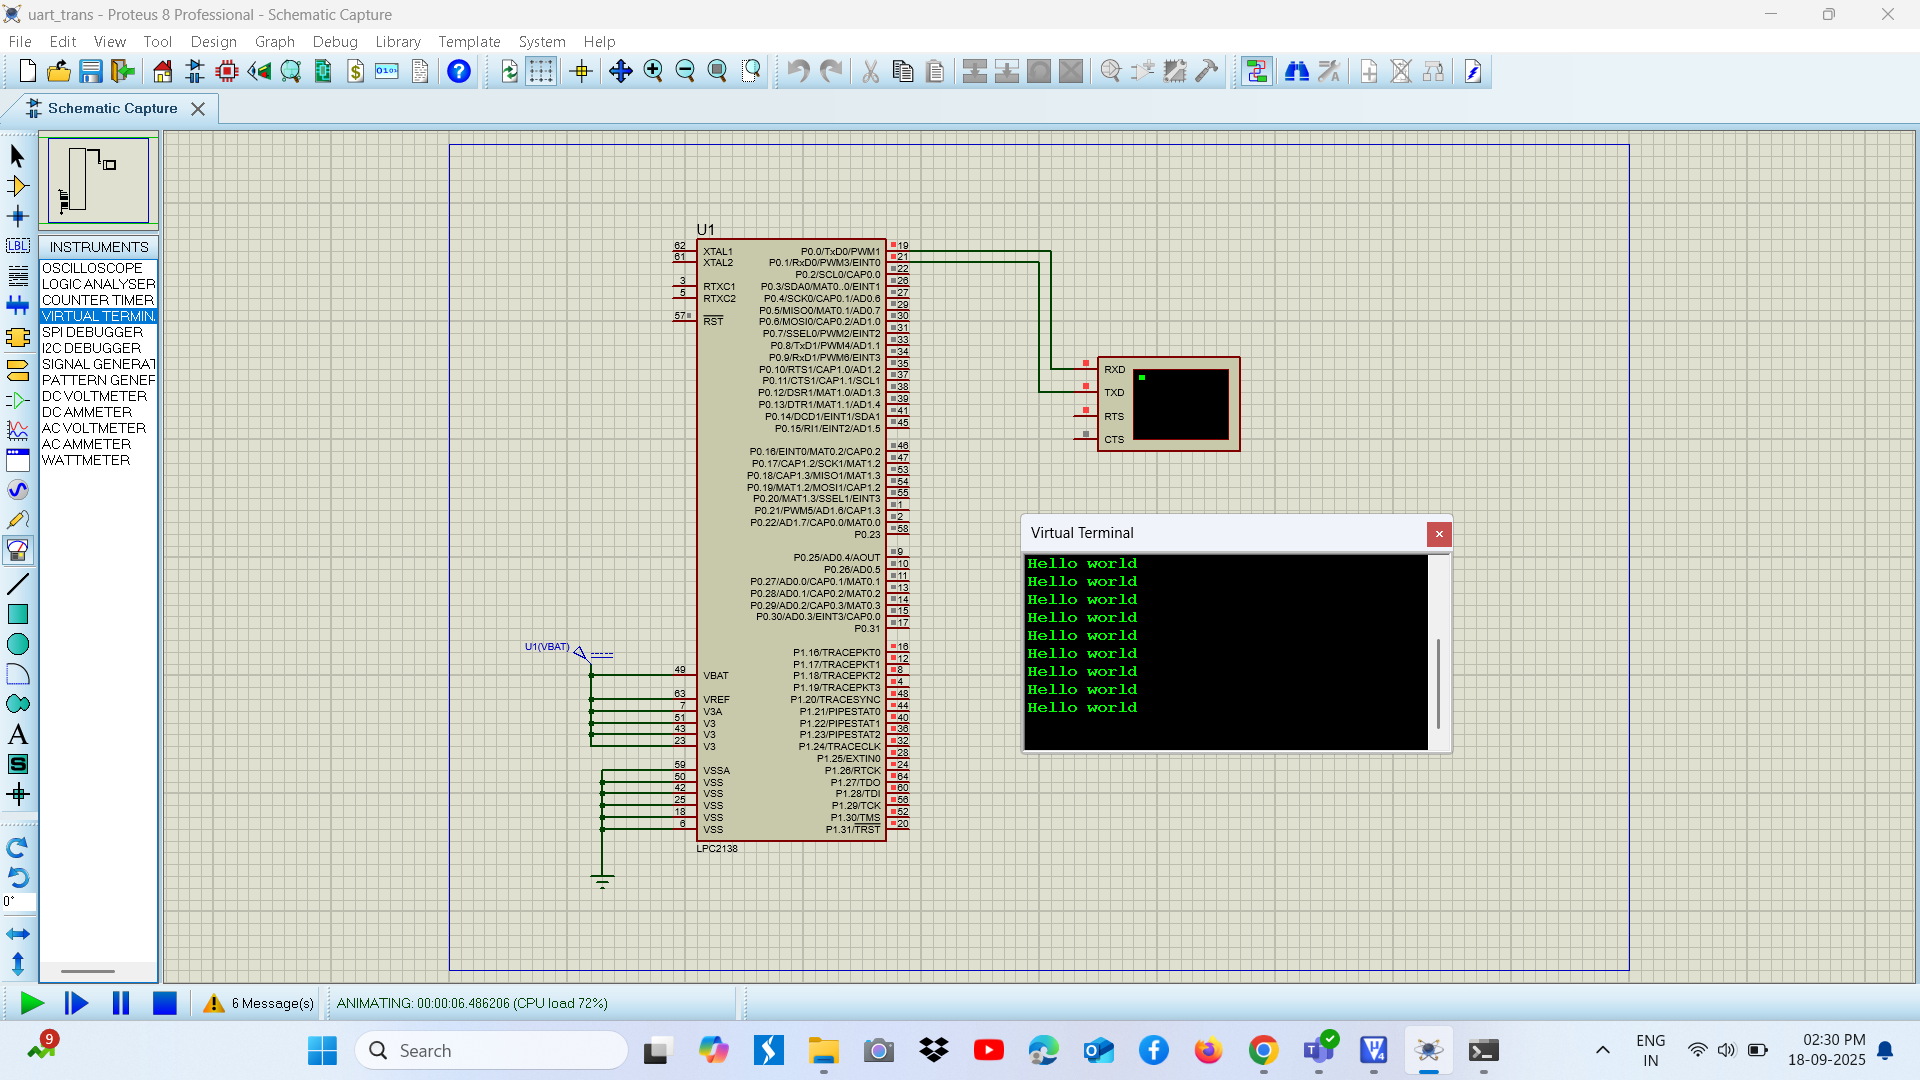 uart_trans - Proteus 8 Professional - Schematic Capture
File Edit View Tool Design Graph Debug Library Template System Help
Schematic Capture
INSTRUMENTS
OSCILLOSCOPE
LOGIC ANALYSER
COUNTER TIMER
VIRTUAL TERMIN
SPI DEBUGGER
I2C DEBUGGER
SIGNAL GENERAT
PATTERN GENER
DC VOLTMETER
DC AMMETER
AC VOLTMETER
AC AMMETER
WATTMETER
LBL
A
S
0°
U1
62 XTAL1
61 XTAL2
3 RTXC1
5 RTXC2
57 RST
U1(VBAT)
49 VBAT
63 VREF
7 V3A
51 V3
43 V3
23 V3
59 VSSA
50 VSS
42 VSS
25 VSS
18 VSS
6 VSS
P0.0/TxD0/PWM1 19
P0.1/RxD0/PWM3/EINT0 21
P0.2/SCL0/CAP0.0 22
P0.3/SDA0/MAT0..0/EINT1 26
P0.4/SCK0/CAP0.1/AD0.6 27
P0.5/MISO0/MAT0.1/AD0.7 29
P0.6/MOSI0/CAP0.2/AD1.0 30
P0.7/SSEL0/PWM2/EINT2 31
P0.8/TxD1/PWM4/AD1.1 33
P0.9/RxD1/PWM6/EINT3 34
P0.10/RTS1/CAP1.0/AD1.2 35
P0.11/CTS1/CAP1.1/SCL1 37
P0.12/DSR1/MAT1.0/AD1.3 38
P0.13/DTR1/MAT1.1/AD1.4 39
P0.14/DCD1/EINT1/SDA1 41
P0.15/RI1/EINT2/AD1.5 45
P0.16/EINT0/MAT0.2/CAP0.2 46
P0.17/CAP1.2/SCK1/MAT1.2 47
P0.18/CAP1.3/MISO1/MAT1.3 53
P0.19/MAT1.2/MOSI1/CAP1.2 54
P0.20/MAT1.3/SSEL1/EINT3 55
P0.21/PWM5/AD1.6/CAP1.3 1
P0.22/AD1.7/CAP0.0/MAT0.0 2
P0.23 58
P0.25/AD0.4/AOUT 9
P0.26/AD0.5 10
P0.27/AD0.0/CAP0.1/MAT0.1 11
P0.28/AD0.1/CAP0.2/MAT0.2 13
P0.29/AD0.2/CAP0.3/MAT0.3 14
P0.30/AD0.3/EINT3/CAP0.0 15
P0.31 17
P1.16/TRACEPKT0 16
P1.17/TRACEPKT1 12
P1.18/TRACEPKT2 8
P1.19/TRACEPKT3 4
P1.20/TRACESYNC 48
P1.21/PIPESTAT0 44
P1.22/PIPESTAT1 40
P1.23/PIPESTAT2 36
P1.24/TRACECLK 32
P1.25/EXTIN0 28
P1.26/RTCK 24
P1.27/TDO 64
P1.28/TDI 60
P1.29/TCK 56
P1.30/TMS 52
P1.31/TRST 20
LPC2138
RXD
TXD
RTS
CTS
Virtual Terminal
Hello world
Hello world
Hello world
Hello world
Hello world
Hello world
Hello world
Hello world
Hello world
6 Message(s) ANIMATING: 00:00:06.486206 (CPU load 72%)
9
Search
ENG
IN
02:30 PM
18-09-2025